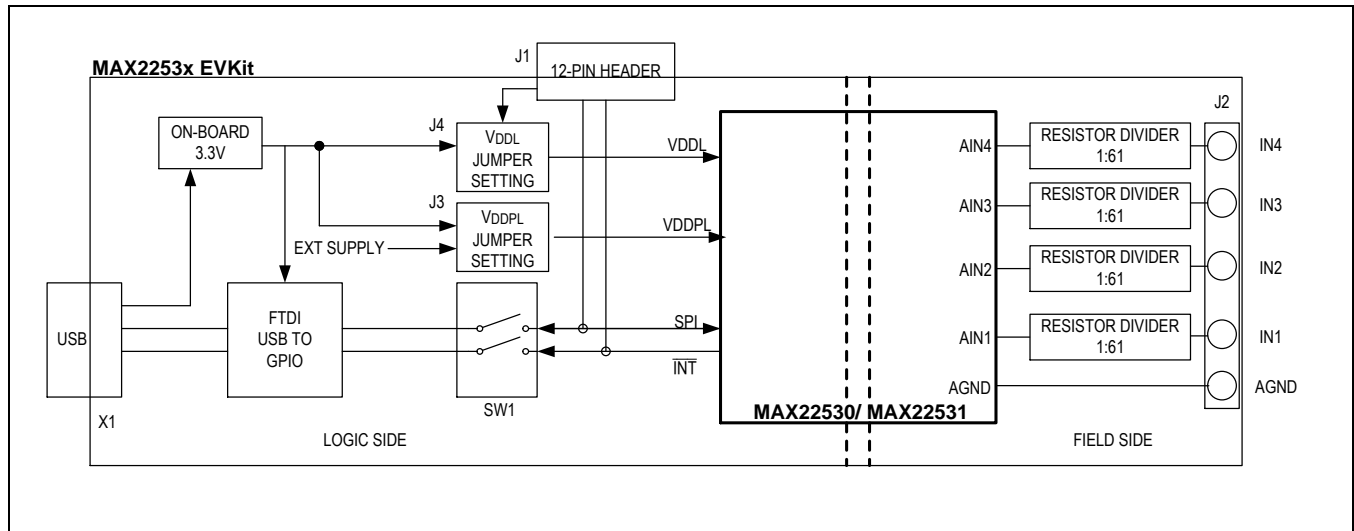 MAX2253x EVKit
J1
12-PIN HEADER
J2
ON-BOARD
3.3V
J4
VDDL
JUMPER
SETTING
VDDL
J3
VDDPL
JUMPER
SETTING
VDDPL
EXT SUPPLY
USB
X1
FTDI
USB TO
GPIO
SW1
SPI
INT
LOGIC SIDE
AIN4
RESISTOR DIVIDER
1:61
IN4
AIN3
RESISTOR DIVIDER
1:61
IN3
AIN2
RESISTOR DIVIDER
1:61
IN2
AIN1
RESISTOR DIVIDER
1:61
IN1
AGND
AGND
MAX22530/ MAX22531
FIELD SIDE